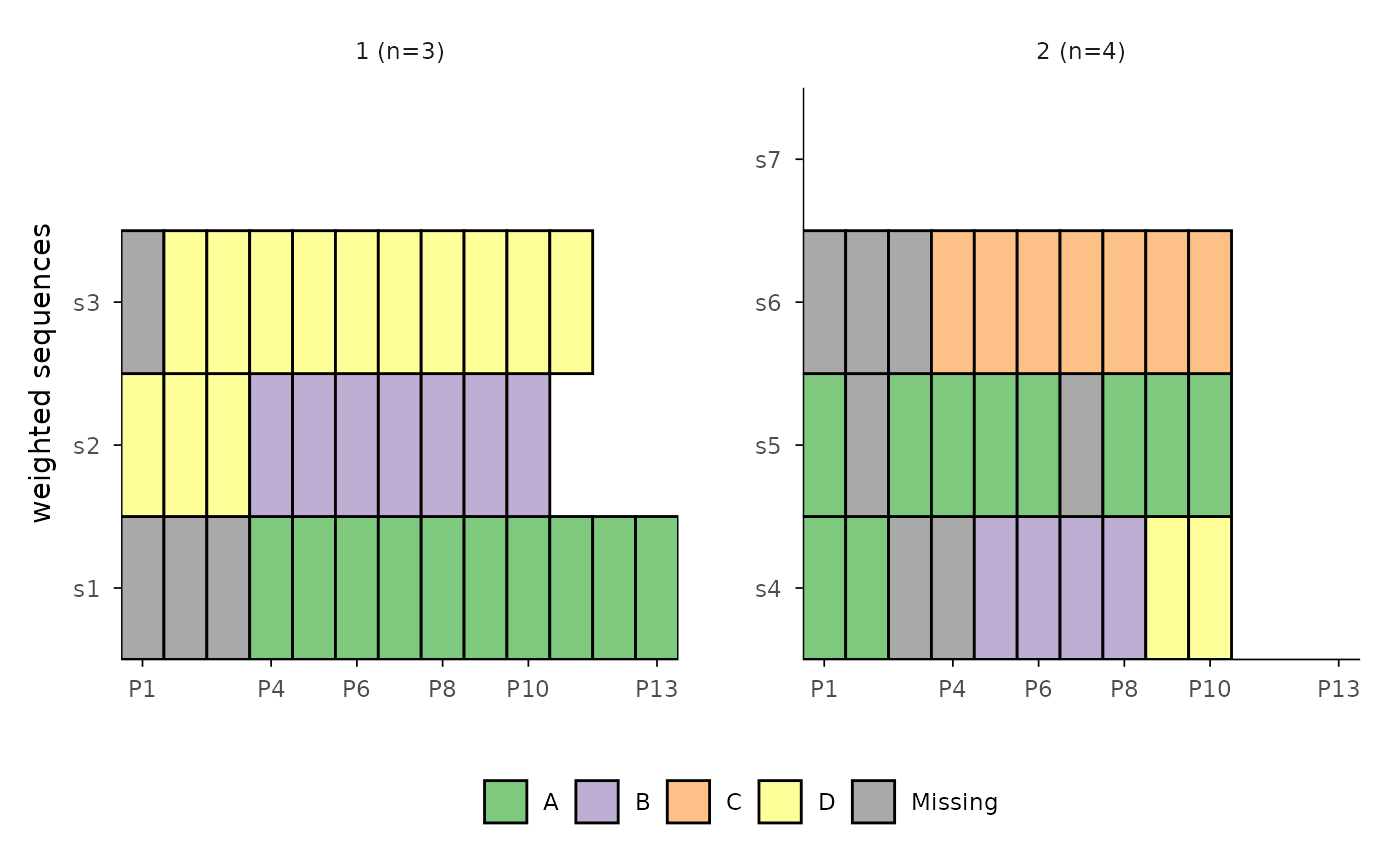 1 (n=3)
2 (n=4)
weighted sequences
s3
s2
s1
P1 P4 P6 P8 P10 P13
s7
s6
s5
s4
P1 P4 P6 P8 P10 P13
A B C D Missing